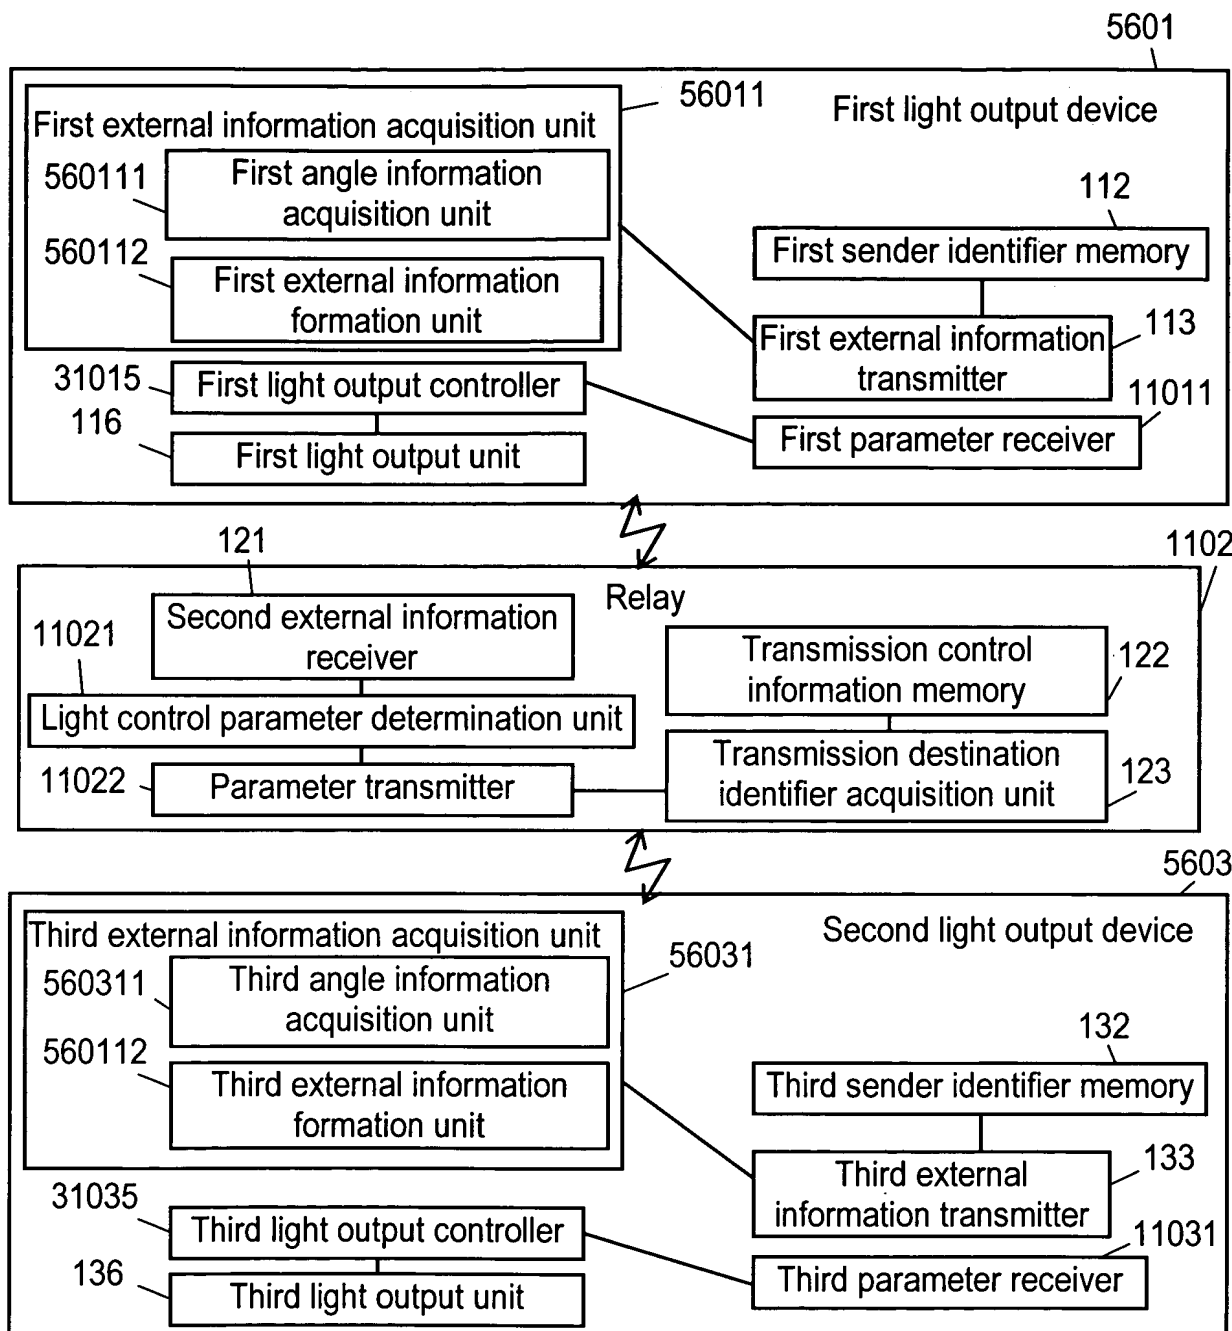 5601
56011
First light output device
First external information acquisition unit
560111
First angle information
acquisition unit
112
First sender identifier memory
560112
First external information
formation unit
First external information
transmitter
113
31015
First light output controller
11011
First parameter receiver
116
First light output unit
121
1102
Relay
Second external information
receiver
11021
Transmission control
information memory
122
Light control parameter determination unit
11022
Parameter transmitter
Transmission destination
identifier acquisition unit
123
5603
Third external information acquisition unit
Second light output device
56031
560311
Third angle information
acquisition unit
132
Third sender identifier memory
560112
Third external information
formation unit
Third external
information transmitter
133
31035
Third light output controller
11031
Third parameter receiver
136
Third light output unit